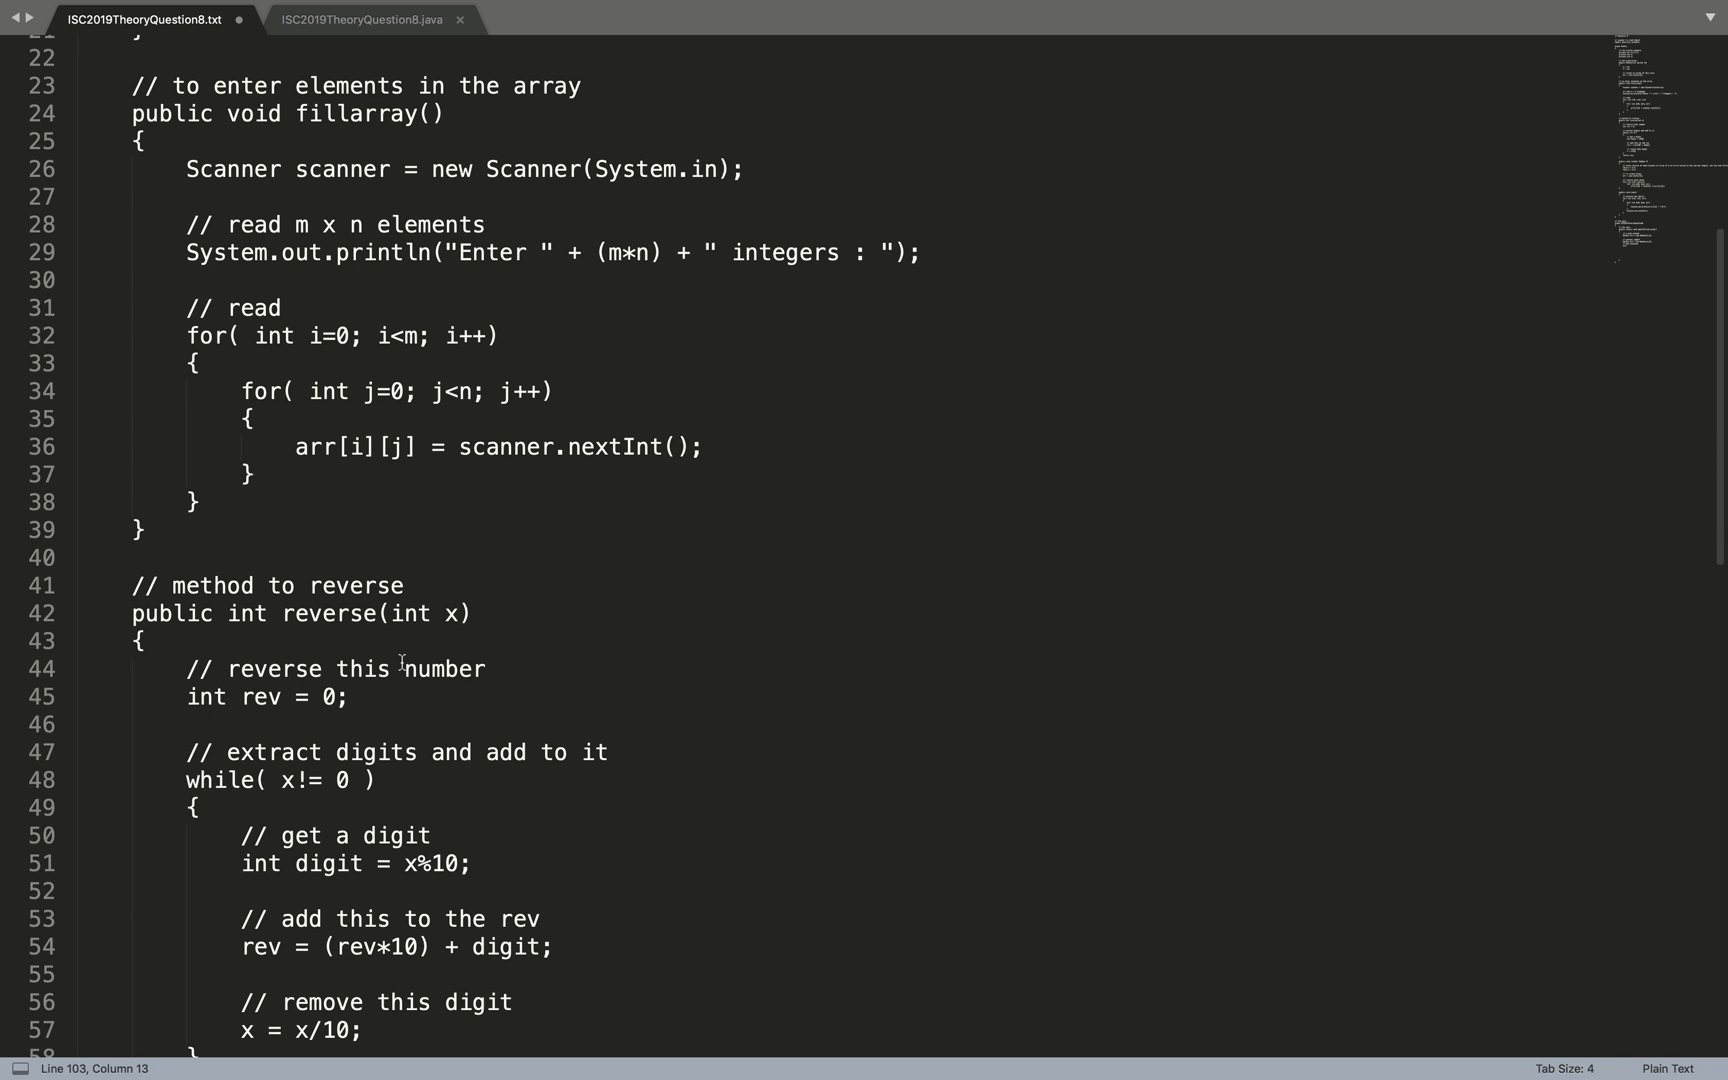 ISC2019TheoryQuestion8.txt
ISC2019TheoryQuestion8.java
22
23 // to enter elements in the array
24 public void fillarray()
25 {
26 Scanner scanner = new Scanner(System.in);
27
28 // read m x n elements
29 System.out.println("Enter " + (m*n) + " integers : ");
30
31 // read
32 for( int i=0; i<m; i++)
33 {
34 for( int j=0; j<n; j++)
35 {
36 arr[i][j] = scanner.nextInt();
37 }
38 }
39 }
40
41 // method to reverse
42 public int reverse(int x)
43 {
44 // reverse this number
45 int rev = 0;
46
47 // extract digits and add to it
48 while( x!= 0 )
49 {
50 // get a digit
51 int digit = x%10;
52
53 // add this to the rev
54 rev = (rev*10) + digit;
55
56 // remove this digit
57 x = x/10;
58 }
Line 103, Column 13
Tab Size: 4
Plain Text